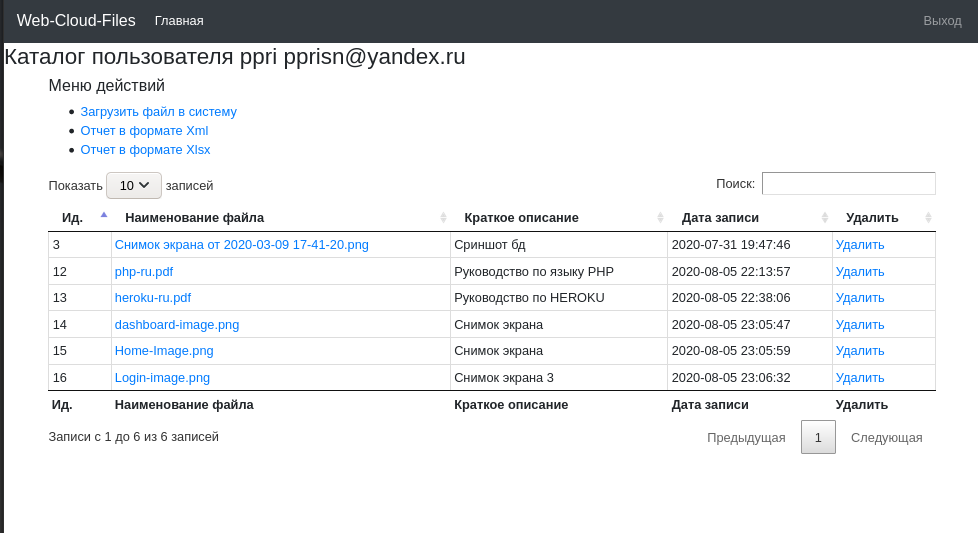 Web-Cloud-Files Главная Выход
Каталог пользователя ppri pprisn@yandex.ru
Меню действий
Загрузить файл в систему
Отчет в формате Xml
Отчет в формате Xlsx
Показать 10 записей Поиск:
Ид. Наименование файла Краткое описание Дата записи Удалить
3 Снимок экрана от 2020-03-09 17-41-20.png Сриншот бд 2020-07-31 19:47:46 Удалить
12 php-ru.pdf Руководство по языку PHP 2020-08-05 22:13:57 Удалить
13 heroku-ru.pdf Руководство по HEROKU 2020-08-05 22:38:06 Удалить
14 dashboard-image.png Снимок экрана 2020-08-05 23:05:47 Удалить
15 Home-Image.png Снимок экрана 2020-08-05 23:05:59 Удалить
16 Login-image.png Снимок экрана 3 2020-08-05 23:06:32 Удалить
Ид. Наименование файла Краткое описание Дата записи Удалить
Записи с 1 до 6 из 6 записей Предыдущая 1 Следующая